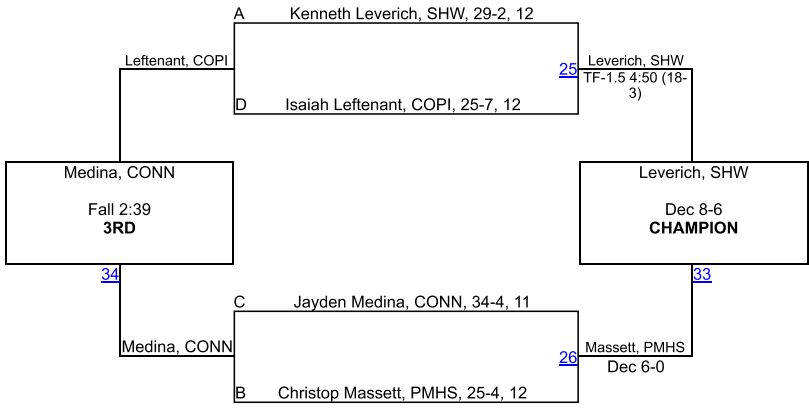 A
Kenneth Leverich, SHW, 29-2, 12
Leftenant, COPI
25
Leverich, SHW
TF-1.5 4:50 (18-
3)
D
Isaiah Leftenant, COPI, 25-7, 12
Medina, CONN
Fall 2:39
3RD
Leverich, SHW
Dec 8-6
CHAMPION
34
33
C
Jayden Medina, CONN, 34-4, 11
Medina, CONN
26
Massett, PMHS
Dec 6-0
B
Christop Massett, PMHS, 25-4, 12